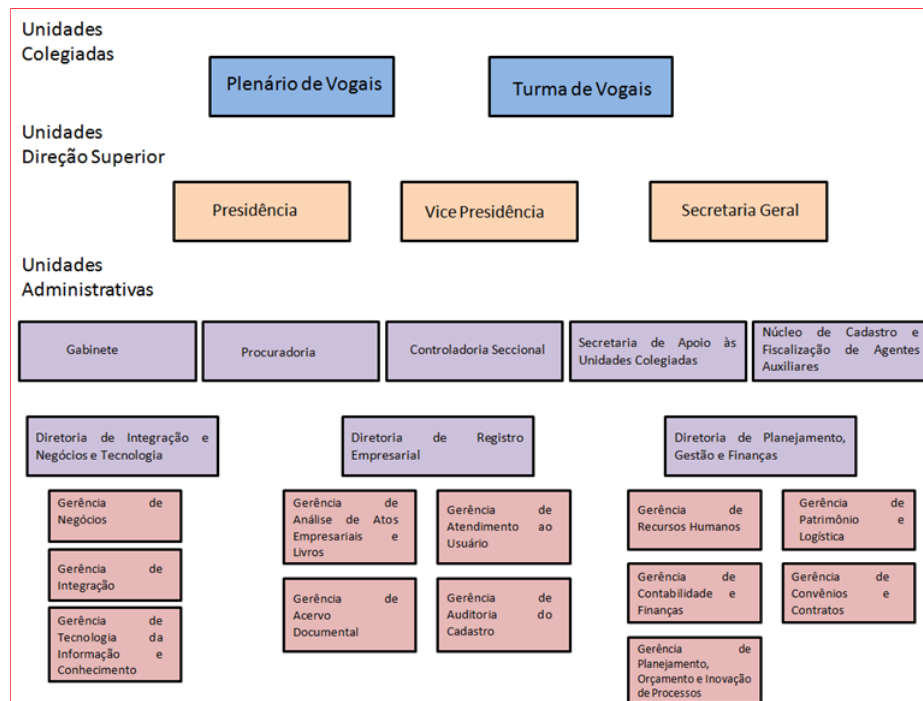 Unidades
Colegiadas
Plenário de Vogais
Turma de Vogais
Unidades
Direção Superior
Presidência
Vice Presidência
Secretaria Geral
Unidades
Administrativas
Gabinete
Procuradoria
Controladoria Seccional
Secretaria de Apoio às
Unidades Colegiadas
Núcleo de Cadastro e
Fiscalização de Agentes
Auxiliares
Diretoria de Integração e
Negócios e Tecnologia
Gerência de
Negócios
Gerência de
Integração
Gerência de
Tecnologia da
Informação e
Conhecimento
Diretoria de Registro
Empresarial
Gerência de
Análise de Atos
Empresariais e
Livros
Gerência de
Atendimento ao
Usuário
Gerência de
Acervo
Documental
Gerência de
Auditoria do
Cadastro
Diretoria de Planejamento,
Gestão e Finanças
Gerência de
Recursos Humanos
Gerência de
Patrimônio e
Logística
Gerência de
Contabilidade e
Finanças
Gerência de
Convênios e
Contratos
Gerência de
Planejamento,
Orçamento e Inovação
de Processos